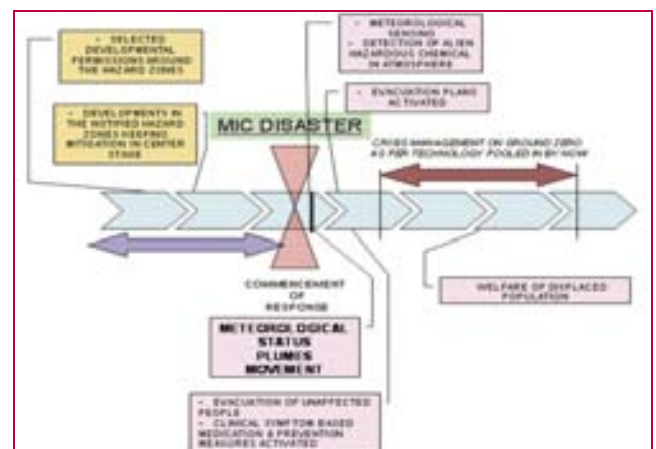 - SELECTED
DEVELOPMENTAL
PERMISSIONS AROUND
THE HAZARD ZONES
- DEVELOPMENTS IN
THE NOTIFIED HAZARD
ZONES KEEPING
MITIGATION IN CENTER
STAGE
MIC DISASTER
- METEOROLOGICAL
SENSING
- DETECTION OF ALIEN
HAZARDOUS CHEMICAL
IN ATMOSPHERE
- EVACUATION PLANS
ACTIVATED
MANAGEMENT ON GROUND ZERO
AS PER TECHNOLOGY POOLED IN BY NOW
COMMENCEMENT
OF
RESPONSE
METEOROLOGICAL
STATUS
PLUMES
MOVEMENT
WELFARE OF DISPLACED
POPULATION
- EVACUATION OF UNAFFECTED
PEOPLE
- CLINICAL SYMPTOM BASED
MEDICATION & PREVENTION
MEASURES ACTIVATED